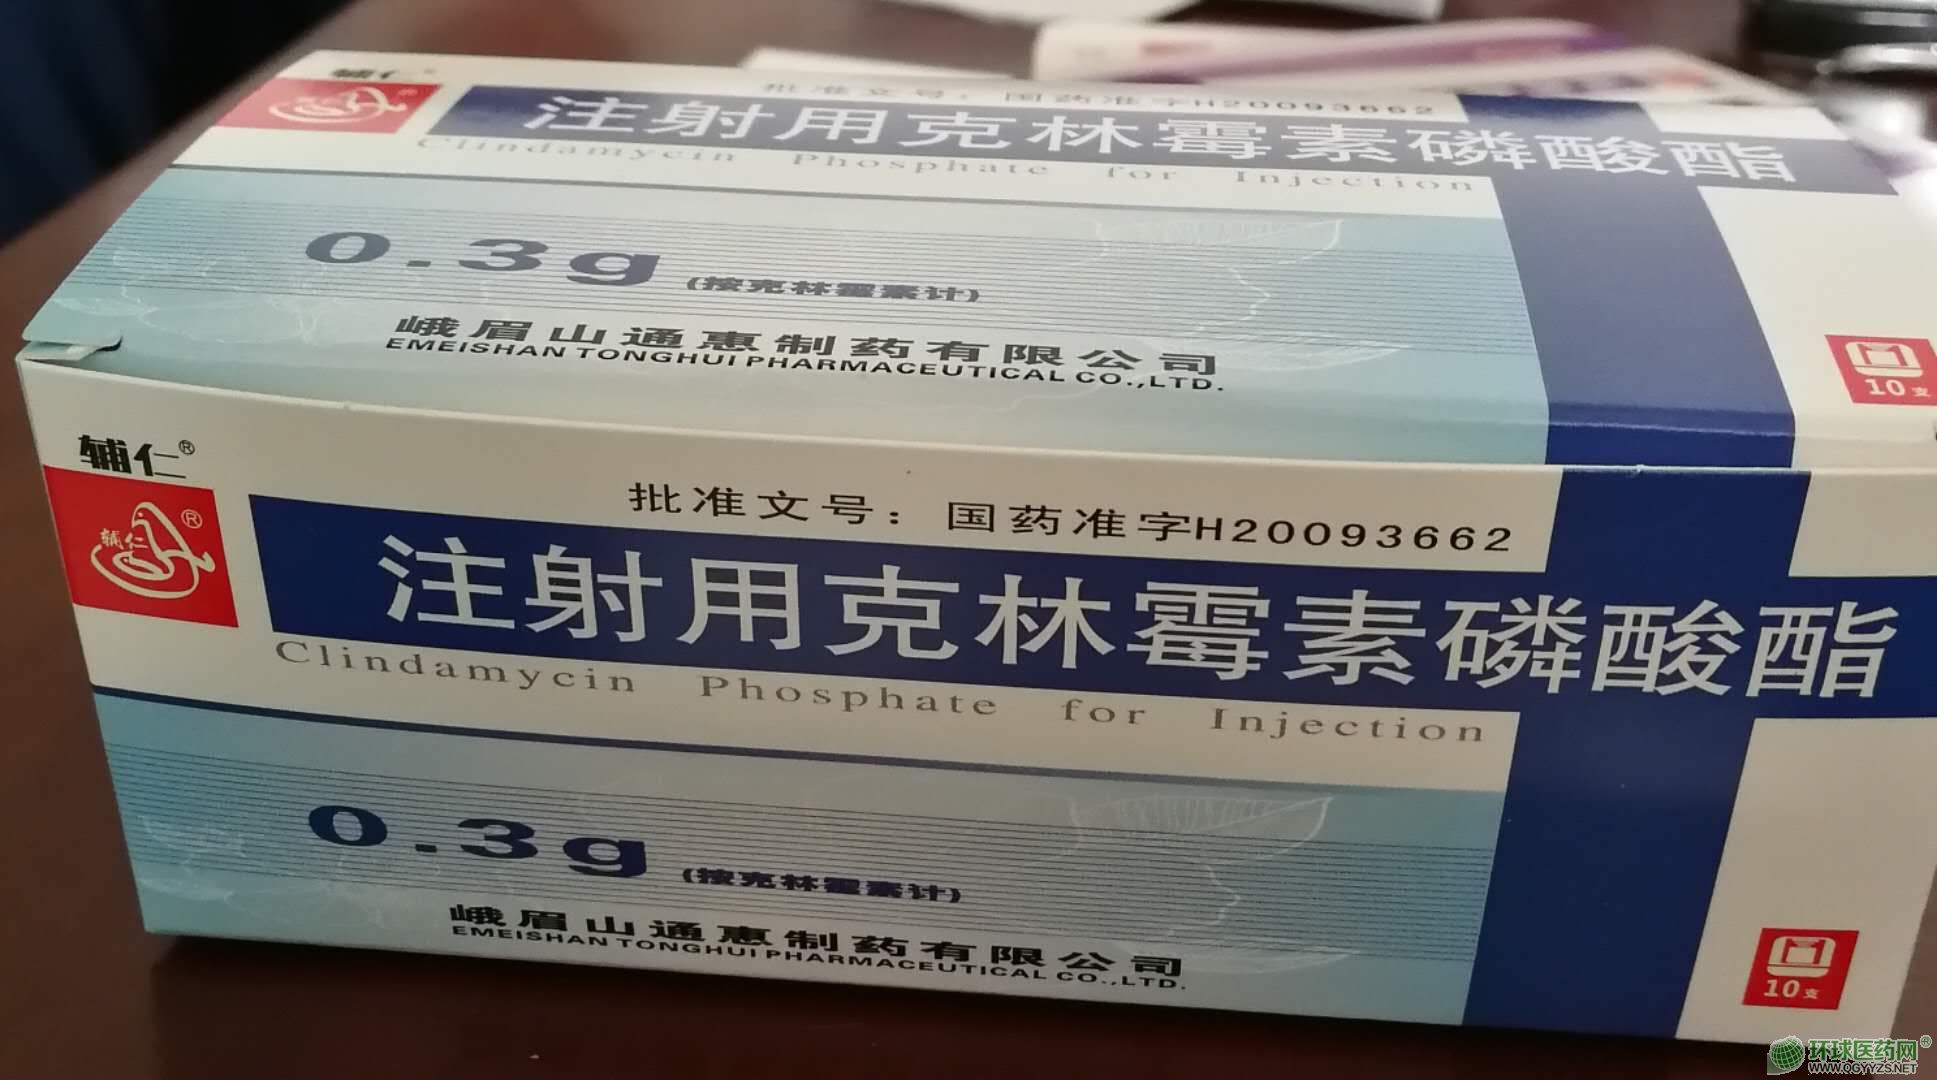 辅仁®
批准文号：国药准字H20093662
注射用克林霉素磷酸酯
Clindamycin Phosphate for Injection
0.3g (按克林霉素计)
峨眉山通惠制药有限公司
EMEISHAN TONGHUI PHARMACEUTICAL CO.,LTD.
10支
辅仁®
辅仁®
批准文号：国药准字H20093662
注射用克林霉素磷酸酯
Clindamycin Phosphate for Injection
0.3g (按克林霉素计)
峨眉山通惠制药有限公司
EMEISHAN TONGHUI PHARMACEUTICAL CO.,LTD.
10支
环球医药网®
WWW.QGYYZS.NET